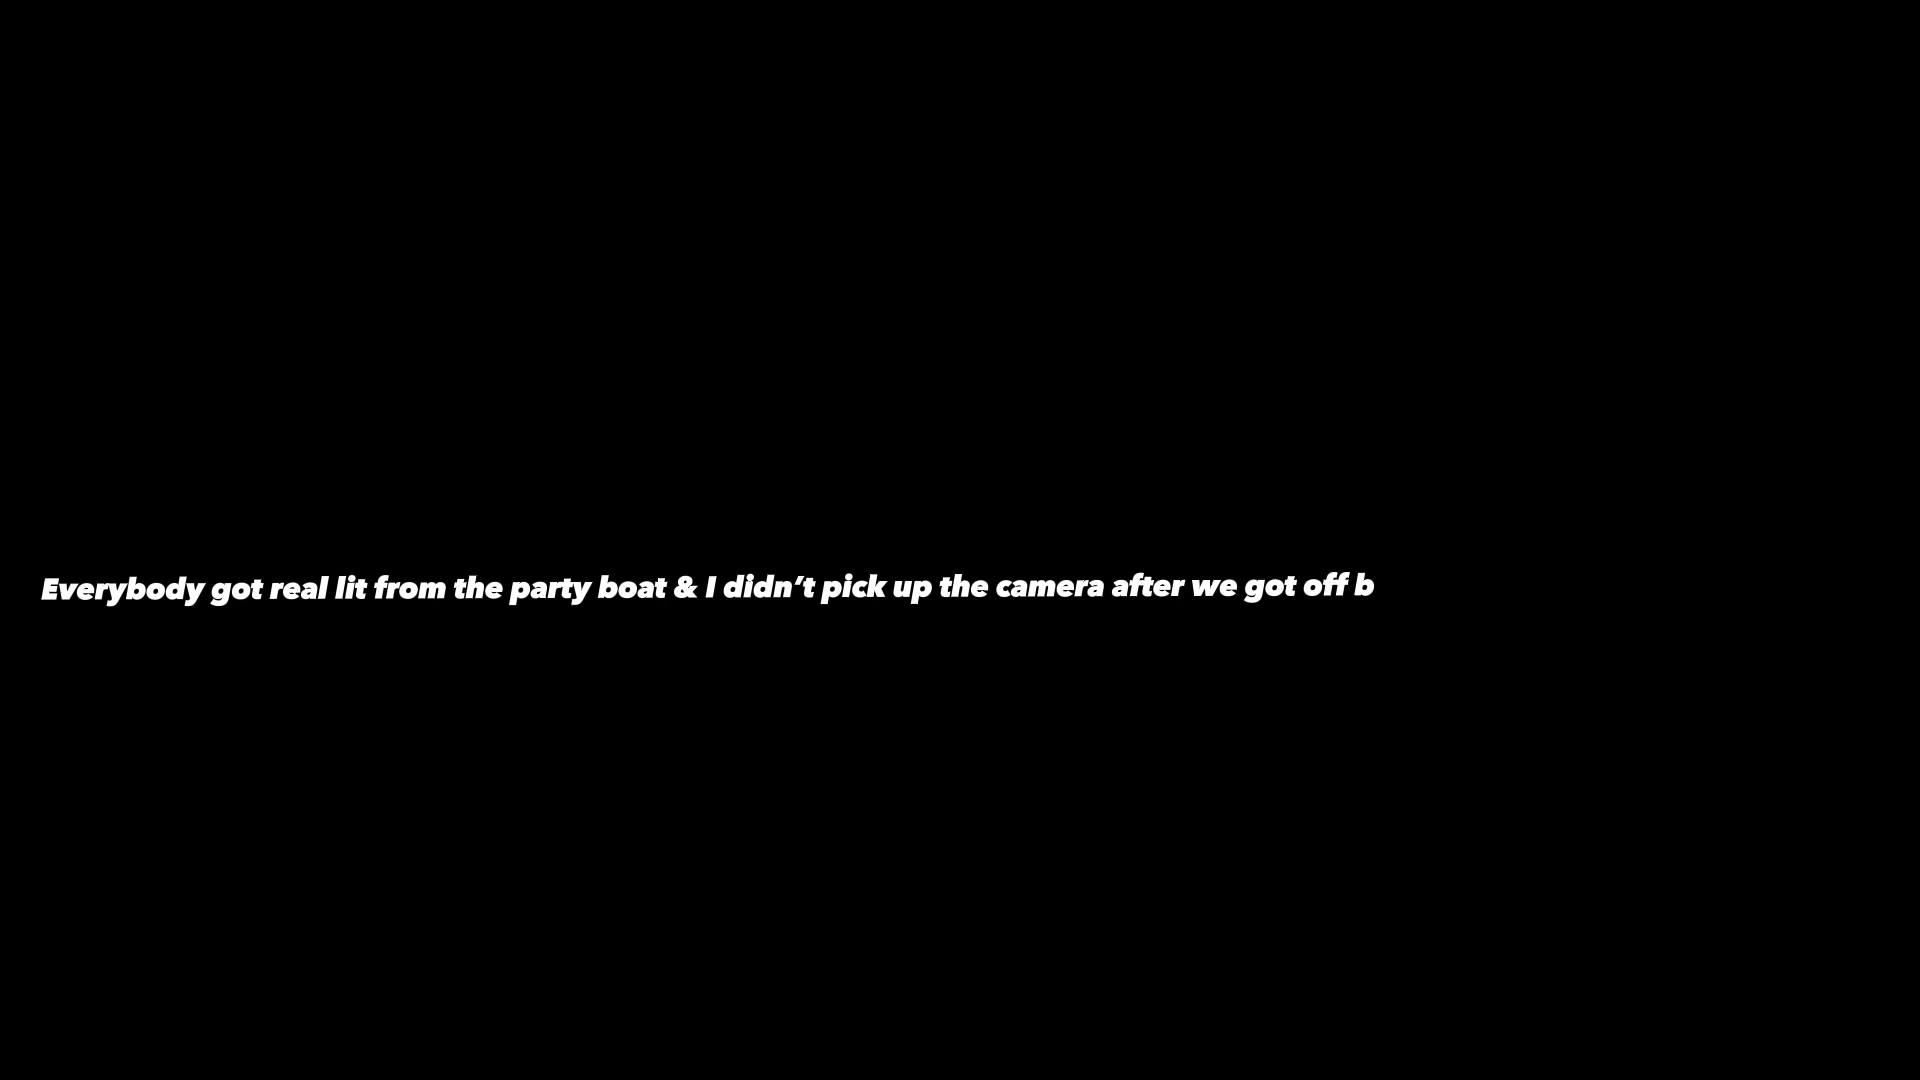 Everybody got real lit from the party boat & I didn’t pick up the camera after we got off b